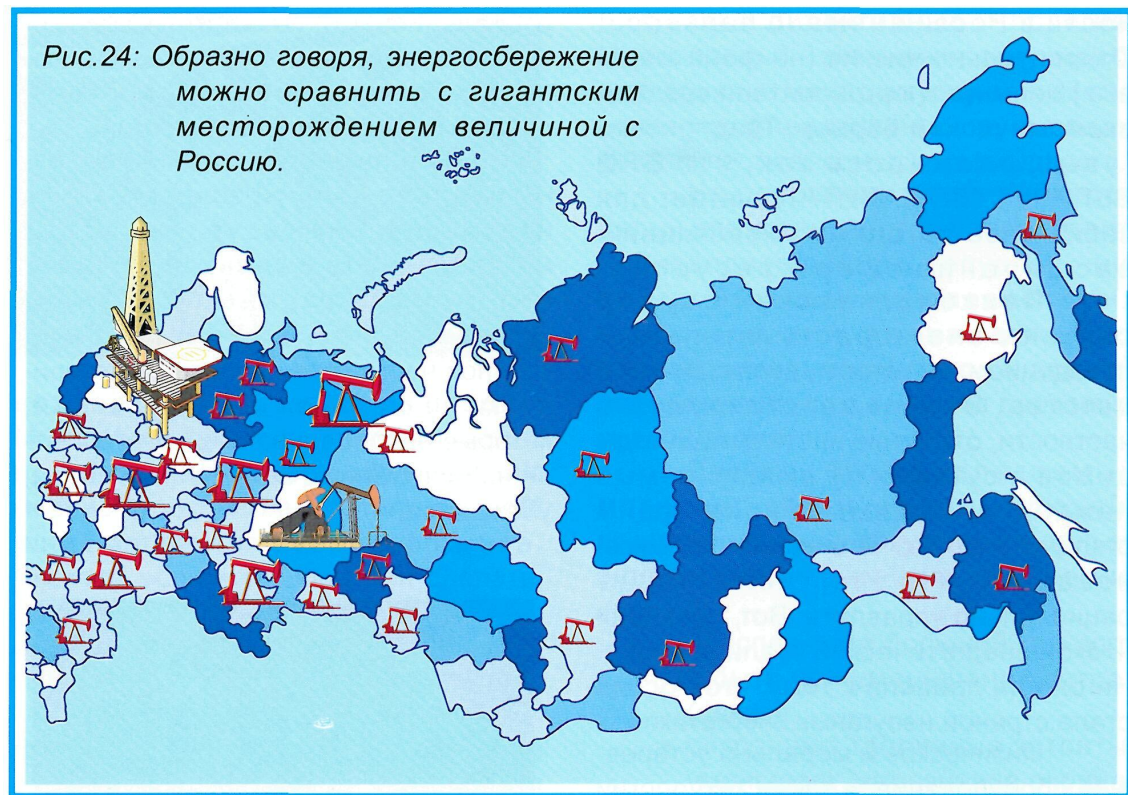 Рис.24: Образно говоря, энергосбережение
можно сравнить с гигантским
месторождением величиной с
Россию.